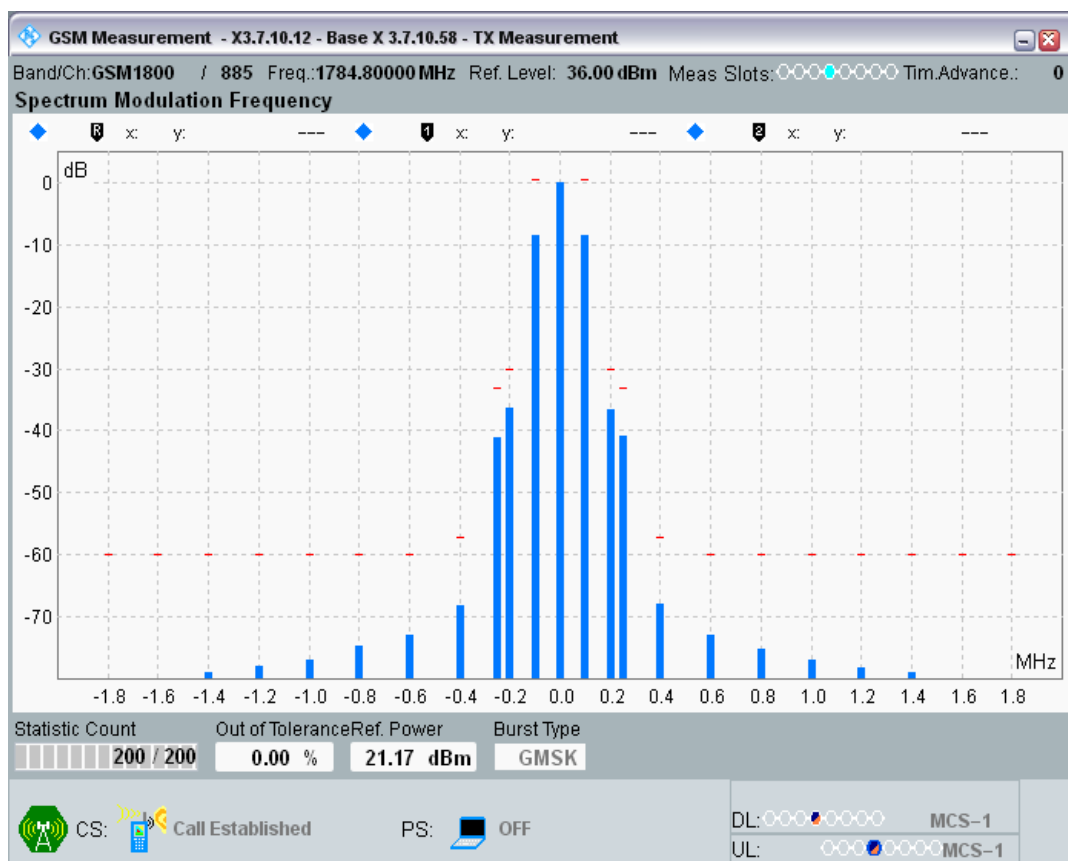 GSM Measurement - X3.7.10.12 - Base X 3.7.10.58 - TX Measurement
Band/Ch:GSM1800 / 885 Freq.:1784.80000 MHz Ref. Level: 36.00 dBm Meas Slots: Tim.Advance.: 0
Spectrum Modulation Frequency
R x: y: --- 1 x: y: --- 2 x: y: ---
dB
0
-10
-20
-30
-40
-50
-60
-70
MHz
-1.8 -1.6 -1.4 -1.2 -1.0 -0.8 -0.6 -0.4 -0.2 0.0 0.2 0.4 0.6 0.8 1.0 1.2 1.4 1.6 1.8
Statistic Count Out of Tolerance Ref. Power Burst Type
200 / 200 0.00 % 21.17 dBm GMSK
CS: Call Established PS: OFF
DL: MCS-1
UL: MCS-1